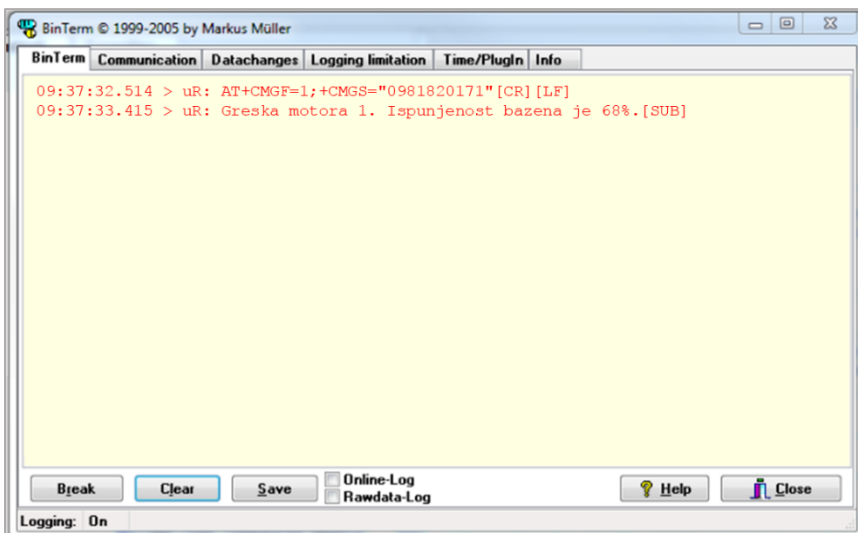 BinTerm © 1999-2005 by Markus Müller
BinTerm Communication Datachanges Logging limitation Time/PlugIn Info
09:37:32.514 > uR: AT+CMGF=1;+CMGS="0981820171"[CR][LF]
09:37:33.415 > uR: Greska motora 1. Ispunjenost bazena je 68%.[SUB]
Break Clear Save Online-Log Help Close
Rawdata-Log
Logging: On